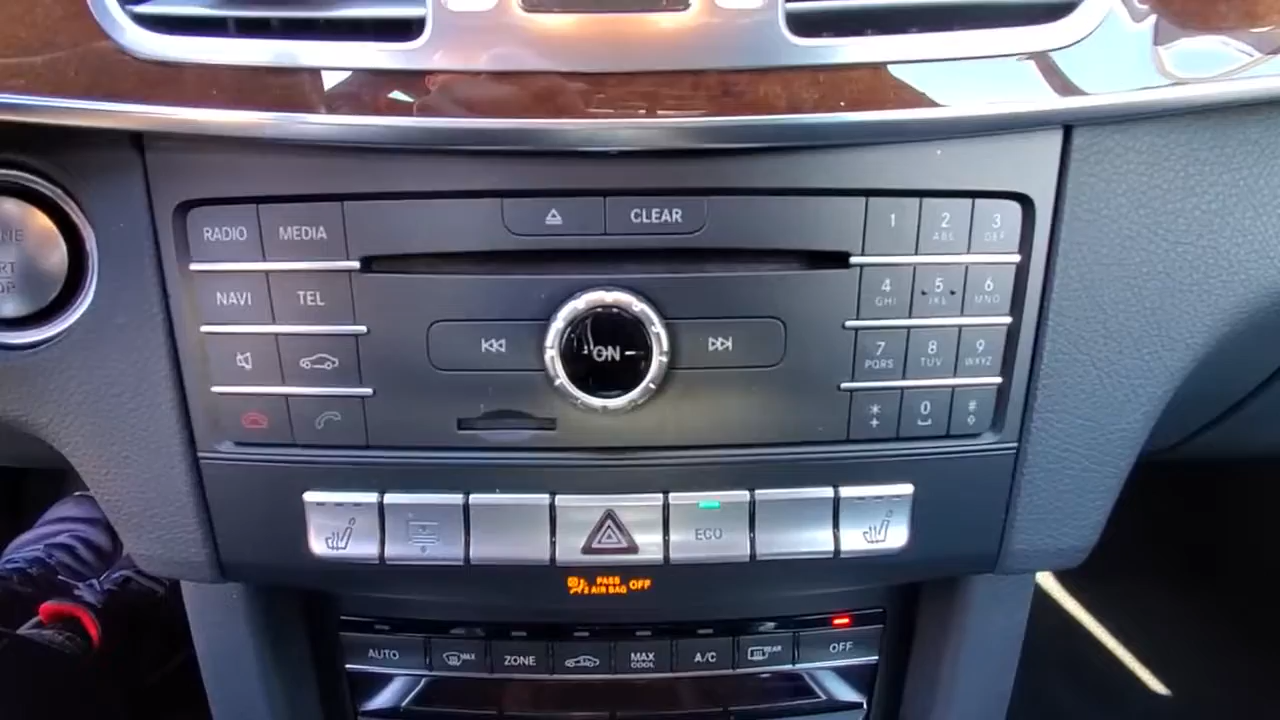 RADIO
MEDIA
CLEAR
1
2
ABC
3
DEF
NAVI
TEL
4
GHI
5
JKL
6
MNO
ON
7
PQRS
8
TUV
9
WXYZ
*
+
0
#
ECO
PASS
AIR BAG OFF
AUTO
MAX
ZONE
MAX
COOL
A/C
REAR
OFF